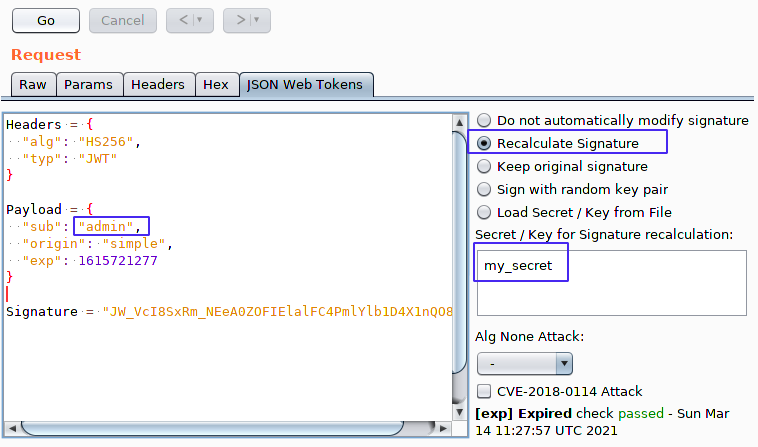 Go Cancel < > 
Request
Raw Params Headers Hex JSON Web Tokens
Headers = {
"alg": "HS256",
"typ": "JWT"
}
Payload = {
"sub": "admin",
"origin": "simple",
"exp": 1615721277
}
Signature = "JW_VcI8SxRm_NEeA0ZOFIElalFC4PmlYlb1D4X1nQO8
Do not automatically modify signature
Recalculate Signature
Keep original signature
Sign with random key pair
Load Secret / Key from File
Secret / Key for Signature recalculation:
my_secret
Alg None Attack:
-
CVE-2018-0114 Attack
[exp] Expired check passed - Sun Mar
14 11:27:57 UTC 2021